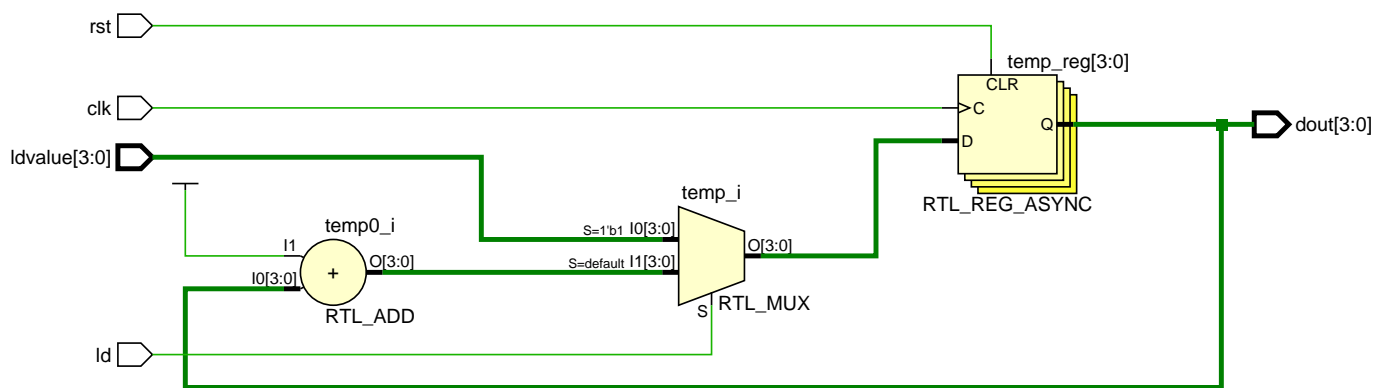 rst
temp_reg[3:0]
CLR
clk
C
Q
dout[3:0]
D
ldvalue[3:0]
temp_i
RTL_REG_ASYNC
temp0_i
S=1'b1 I0[3:0]
I1
O[3:0]
O[3:0]
S=default I1[3:0]
+
I0[3:0]
RTL_MUX
S
RTL_ADD
ld